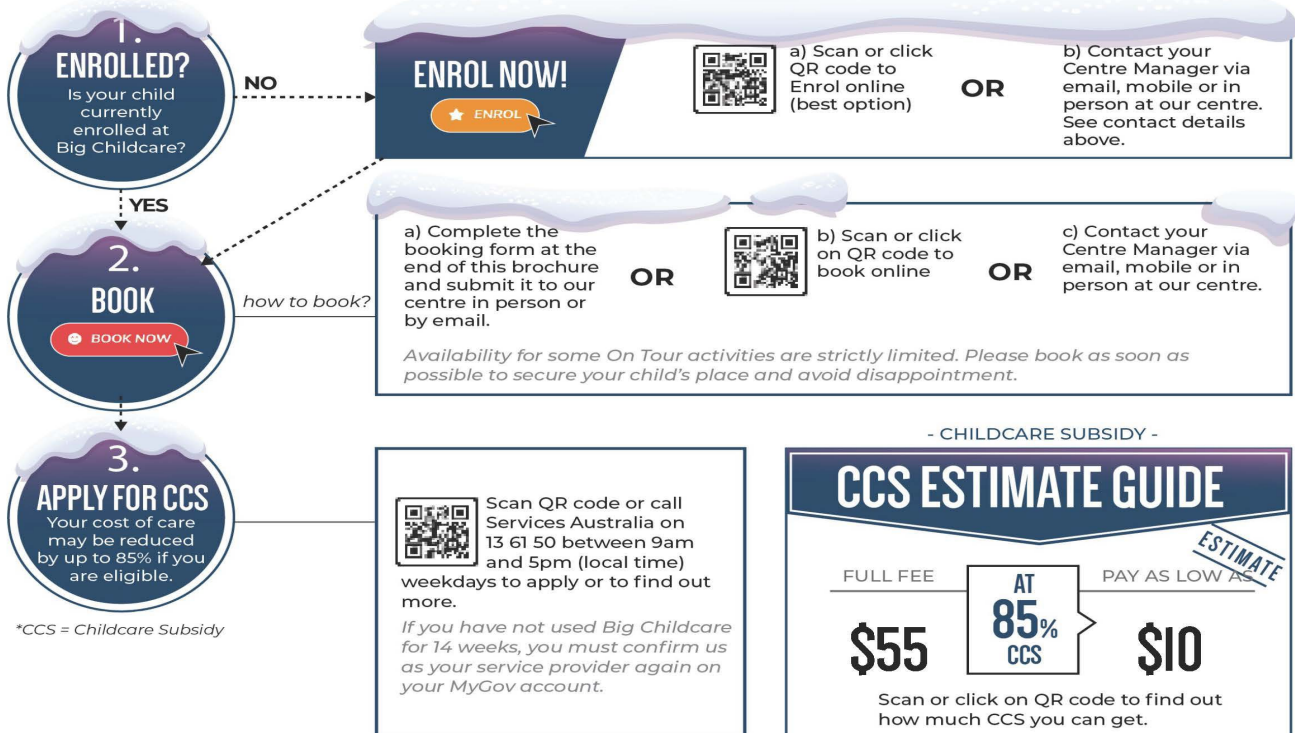 1.
ENROLLED?
Is your child
currently
enrolled at
Big Childcare?
NO
YES
ENROL NOW!
ENROL
a) Scan or click
QR code to
Enrol online
(best option)
OR
b) Contact your
Centre Manager via
email, mobile or in
person at our centre.
See contact details
above.
2.
BOOK
BOOK NOW
how to book?
a) Complete the
booking form at the
end of this brochure
and submit it to our
centre in person or
by email.
OR
b) Scan or click
on QR code to
book online
OR
c) Contact your
Centre Manager via
email, mobile or in
person at our centre.
Availability for some On Tour activities are strictly limited. Please book as soon as
possible to secure your child's place and avoid disappointment.
3.
APPLY FOR CCS
Your cost of care
may be reduced
by up to 85% if you
are eligible.
*CCS = Childcare Subsidy
Scan QR code or call
Services Australia on
13 61 50 between 9am
and 5pm (local time)
weekdays to apply or to find out
more.
If you have not used Big Childcare
for 14 weeks, you must confirm us
as your service provider again on
your MyGov account.
- CHILDCARE SUBSIDY -
CCS ESTIMATE GUIDE
ESTIMATE
FULL FEE
$55
AT
85%
CCS
PAY AS LOW AS
$10
Scan or click on QR code to find out
how much CCS you can get.